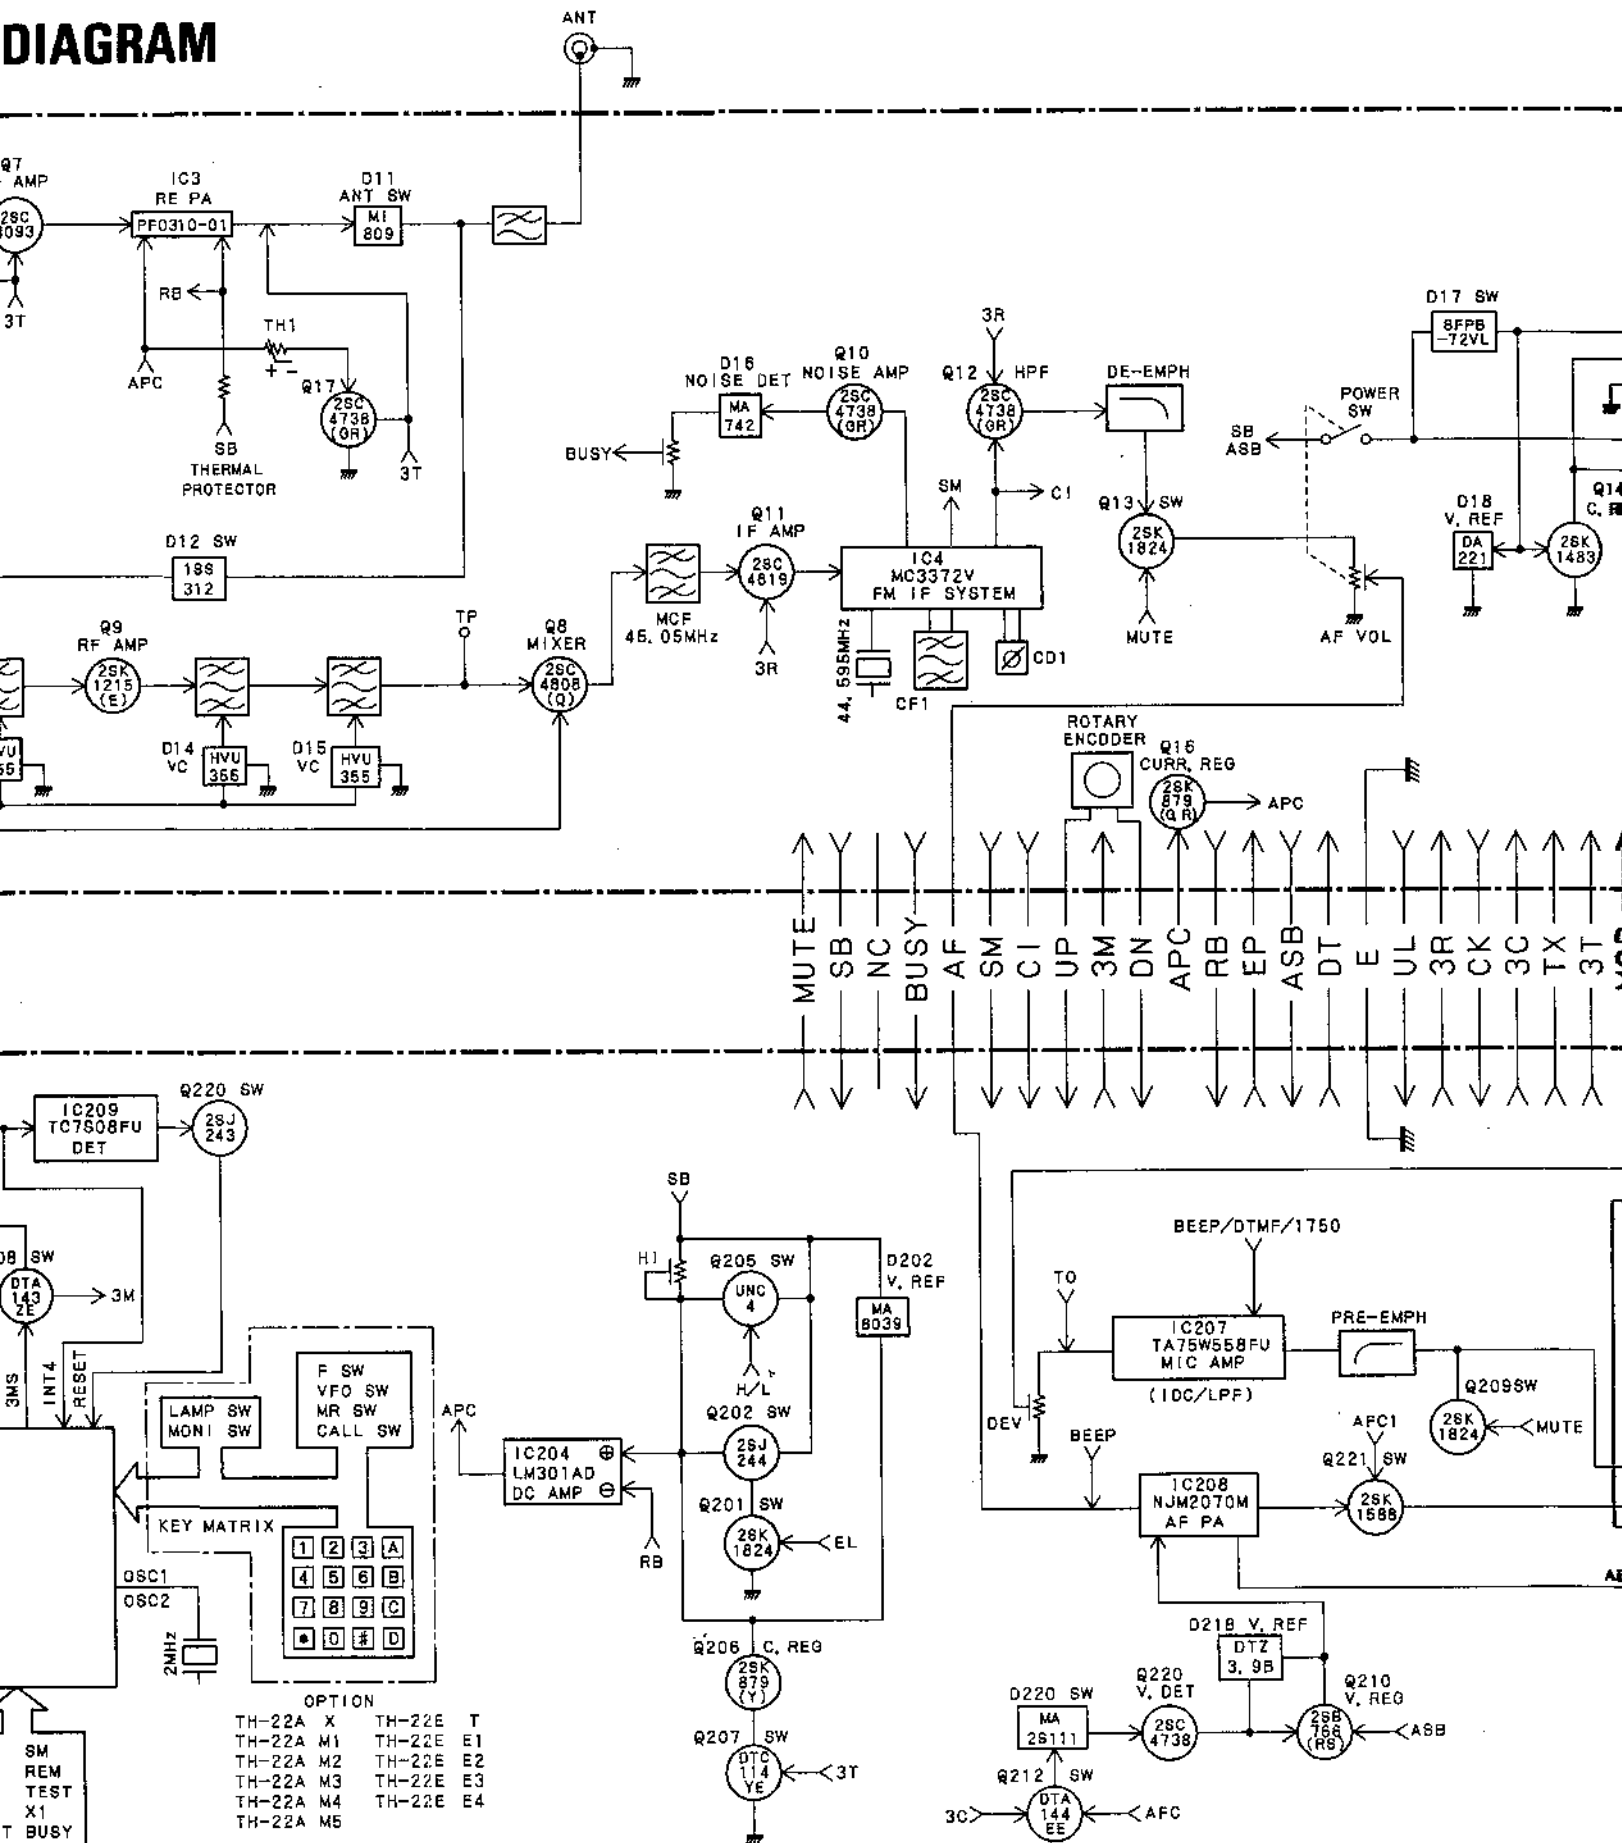 DIAGRAM
ANT
Q7
AMP
2SC
3093
3T
IC3
RE PA
PF0310-01
D11
ANT SW
MI
809
RB
TH1
+ -
APC
Q17
2SC
4738
(GR)
3T
SB
THERMAL
PROTECTOR
D12 SW
1SS
312
Q9
RF AMP
2SK
1215
(E)
D14
VC
HVU
355
D15
VC
HVU
355
TP
Q8
MIXER
2SC
4808
(Q)
MCF
45.05MHz
Q11
IF AMP
2SC
4619
3R
D16
NOISE DET
MA
742
BUSY
Q10
NOISE AMP
2SC
4738
(GR)
3R
Q12 HPF
2SC
4738
(GR)
DE-EMPH
SM
CI
IC4
MC3372V
FM IF SYSTEM
44.595MHz
CF1
CD1
Q13 SW
2SK
1824
MUTE
SB
ASB
POWER
SW
AF VOL
D17 SW
8FPB
-72VL
D18
V. REF
DA
221
Q14
C. R
2SK
1483
ROTARY
ENCODER
Q16
CURR. REG
2SK
879
(GR)
APC
MUTE
SB
NC
BUSY
AF
SM
CI
UP
3M
DN
APC
RB
EP
ASB
DT
E
UL
3R
CK
3C
TX
3T
IC209
TC7S08FU
DET
Q220 SW
2SJ
243
08 SW
DTA
143
ZE
3M
3MS
INT4
RESET
LAMP SW
MONI SW
F SW
VFO SW
MR SW
CALL SW
KEY MATRIX
1 2 3 A
4 5 6 B
7 8 9 C
* 0 # D
OSC1
OSC2
2MHz
OPTION
TH-22A X TH-22E T
TH-22A M1 TH-22E E1
TH-22A M2 TH-22E E2
TH-22A M3 TH-22E E3
TH-22A M4 TH-22E E4
TH-22A M5
SM
REM
TEST
X1
T BUSY
APC
IC204
LM301AD
DC AMP
RB
SB
HI
Q205 SW
UNC
4
H/L
D202
V. REF
MA
8039
Q202 SW
2SJ
244
Q201 SW
2SK
1824
EL
Q206 C. REG
2SK
879
(Y)
Q207 SW
DTC
114
YE
3T
BEEP/DTMF/1750
TO
IC207
TA75W558FU
MIC AMP
(IDC/LPF)
PRE-EMPH
DEV
Q209SW
2SK
1824
MUTE
BEEP
AFC1
Q221 SW
2SK
1588
IC208
NJM2070M
AF PA
D218 V. REF
DTZ
3.9B
D220 SW
MA
2S111
Q220
V. DET
2SC
4738
Q210
V. REG
2SB
766
(RS)
ASB
Q212 SW
3C
DTA
144
EE
AFC